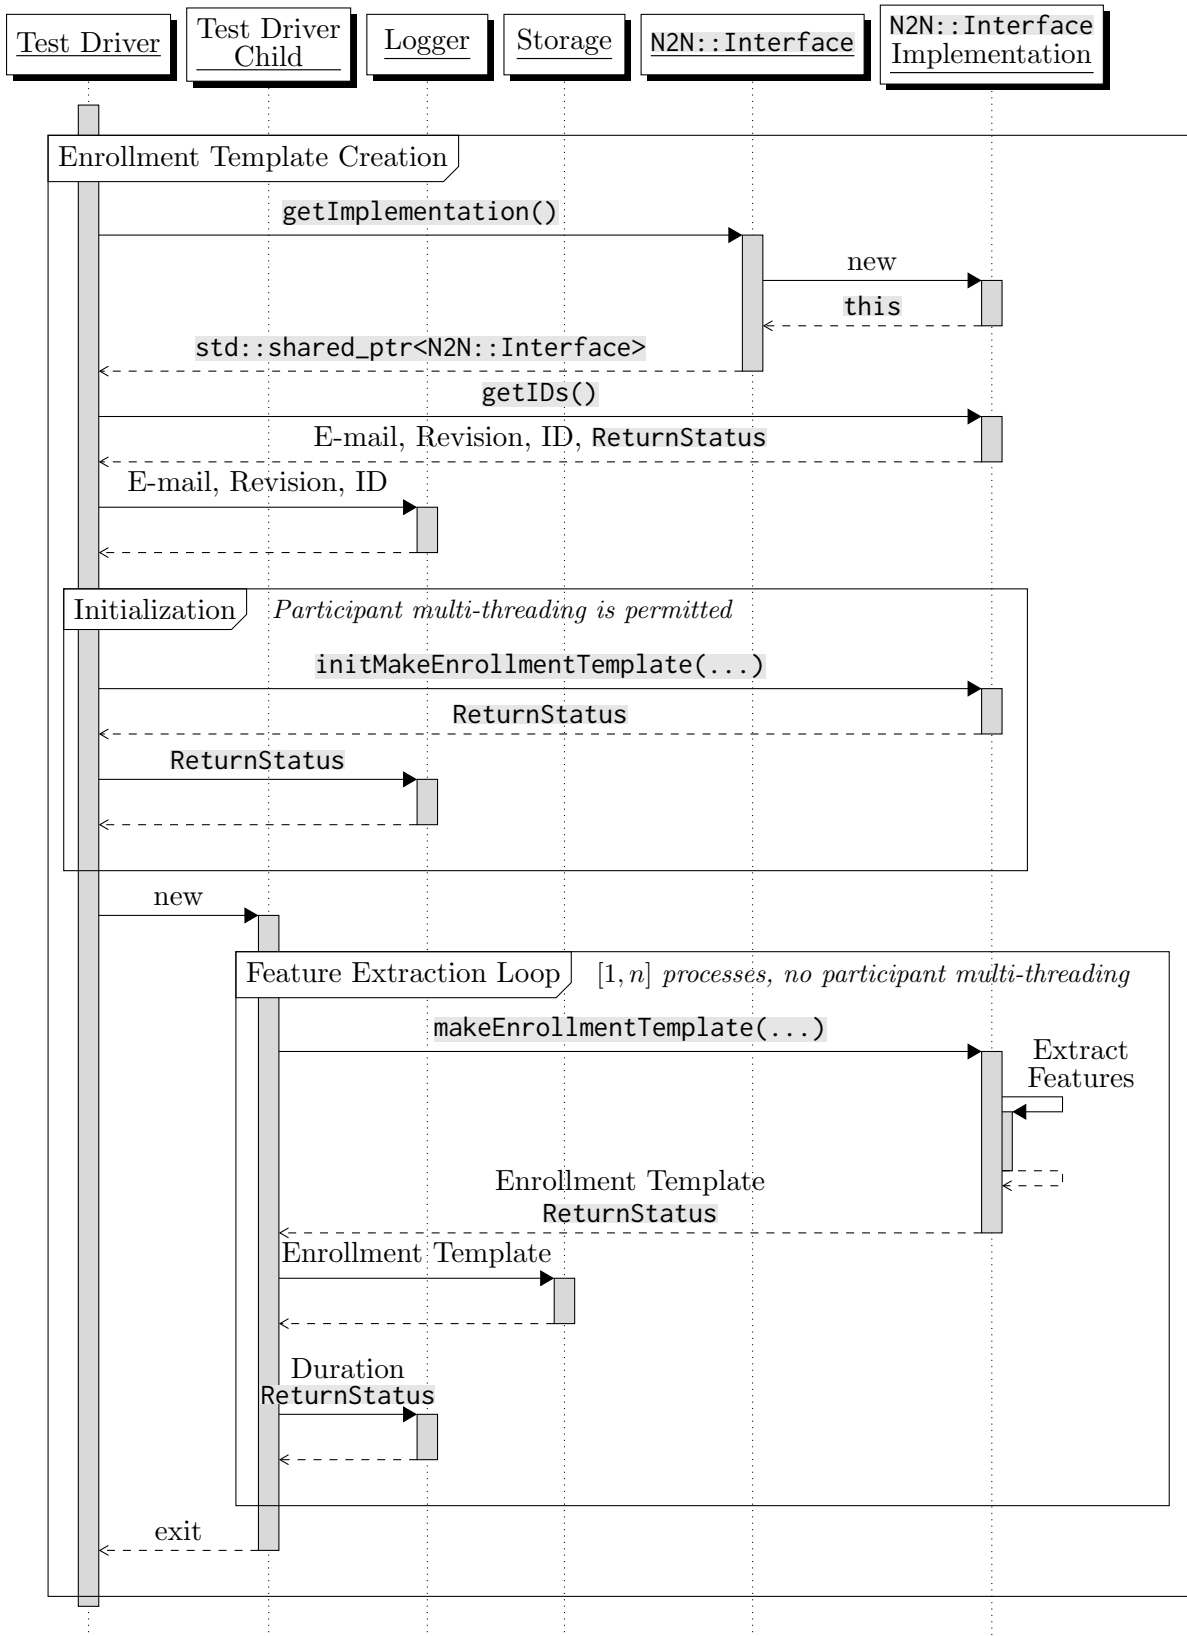 Test Driver
Test Driver
Child
Logger
Storage
N2N::Interface
N2N::Interface
Implementation
Enrollment Template Creation
getImplementation()
new
this
std::shared_ptr<N2N::Interface>
getIDs()
E-mail, Revision, ID, ReturnStatus
E-mail, Revision, ID
Initialization
Participant multi-threading is permitted
initMakeEnrollmentTemplate(...)
ReturnStatus
ReturnStatus
new
Feature Extraction Loop
[1, n] processes, no participant multi-threading
makeEnrollmentTemplate(...)
Extract
Features
Enrollment Template
ReturnStatus
Enrollment Template
Duration
ReturnStatus
exit